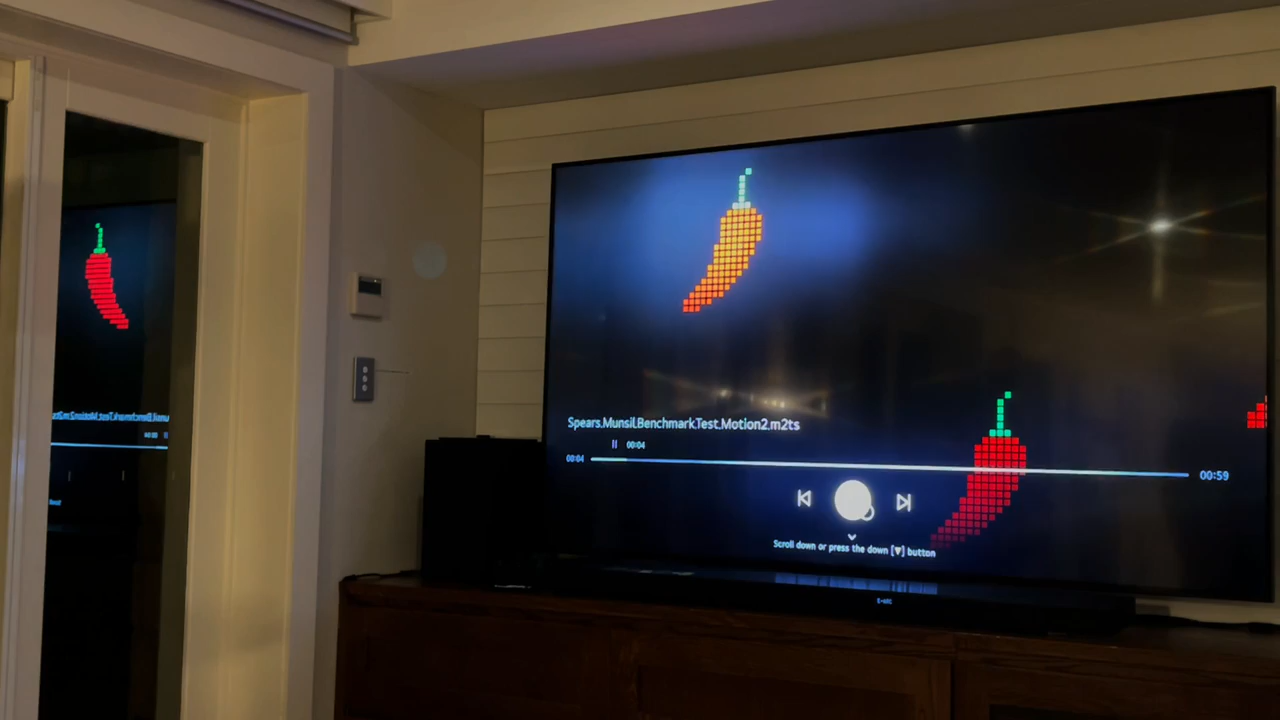 Spears.Munsil.Benchmark.Test.Motion2.m2ts
00:04
00:04
00:59
Scroll down or press the down [▼] button
E-ARC